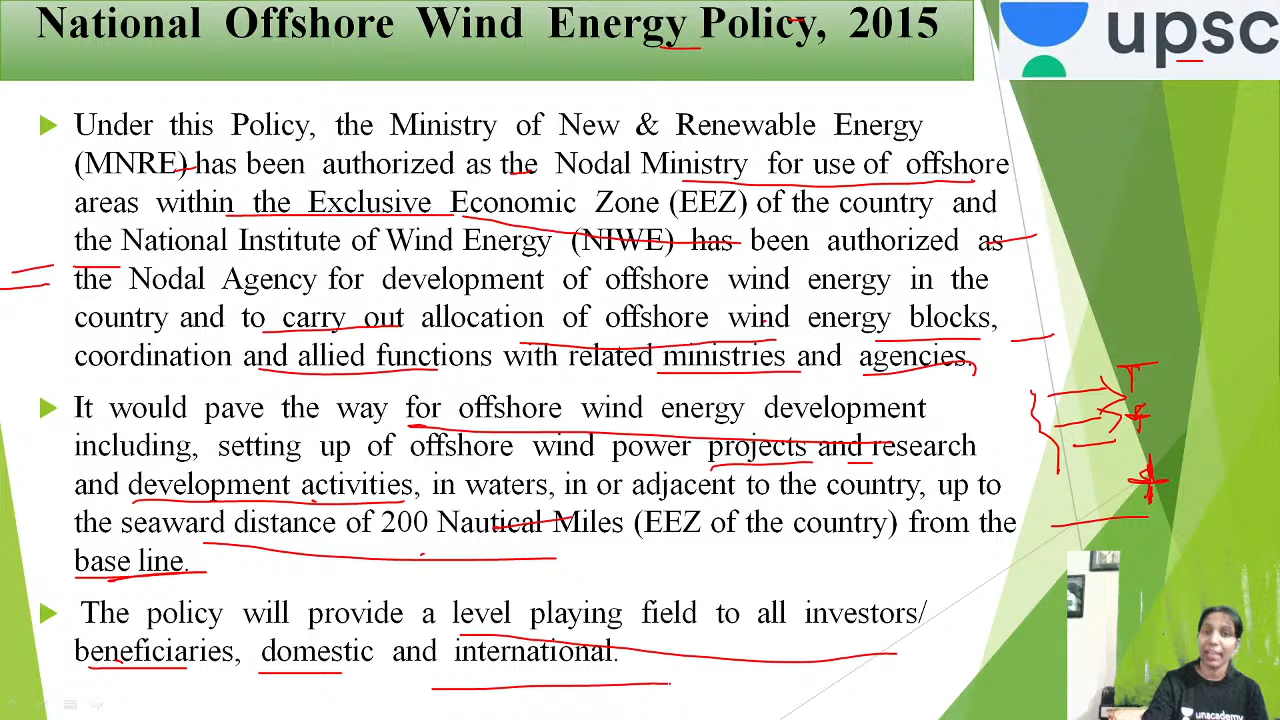 National Offshore Wind Energy Policy, 2015
upsc
Under this Policy, the Ministry of New & Renewable Energy
(MNRE) has been authorized as the Nodal Ministry for use of offshore
areas within the Exclusive Economic Zone (EEZ) of the country and
the National Institute of Wind Energy (NIWE) has been authorized as
the Nodal Agency for development of offshore wind energy in the
country and to carry out allocation of offshore wind energy blocks,
coordination and allied functions with related ministries and agencies.
It would pave the way for offshore wind energy development
including, setting up of offshore wind power projects and research
and development activities, in waters, in or adjacent to the country, up to
the seaward distance of 200 Nautical Miles (EEZ of the country) from the
base line.
The policy will provide a level playing field to all investors/
beneficiaries, domestic and international.
unacademy